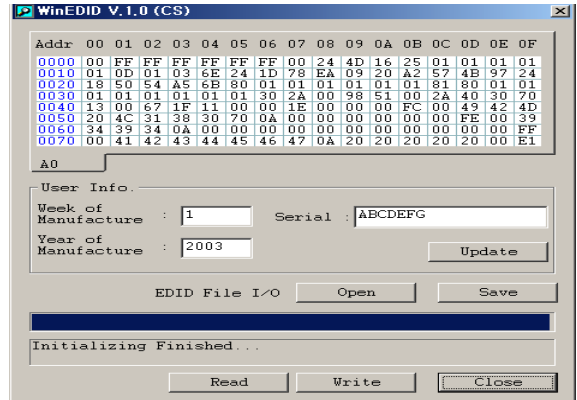 WinEDID V.1.0 (CS)
Addr 00 01 02 03 04 05 06 07 08 09 0A 0B 0C 0D 0E 0F
0000 00 FF FF FF FF FF FF 00 24 4D 16 25 01 01 01 01
0010 01 0D 01 03 6E 24 1D 78 EA 09 20 A2 57 4B 97 24
0020 18 50 54 A5 6B 80 01 01 01 01 01 01 81 80 01 01
0030 01 01 01 01 01 01 30 2A 00 98 51 00 2A 40 30 70
0040 13 00 67 1F 11 00 00 1E 00 00 00 FC 00 49 42 4D
0050 20 4C 31 38 30 70 0A 00 00 00 00 00 00 FE 00 39
0060 34 39 34 0A 00 00 00 00 00 00 00 00 00 00 00 FF
0070 00 41 42 43 44 45 46 47 0A 20 20 20 20 20 00 E1
A0
User Info.
Week of Manufacture : 1 Serial : ABCDEFG
Year of Manufacture : 2003
Update
EDID File I/O Open Save
Initializing Finished...
Read Write Close